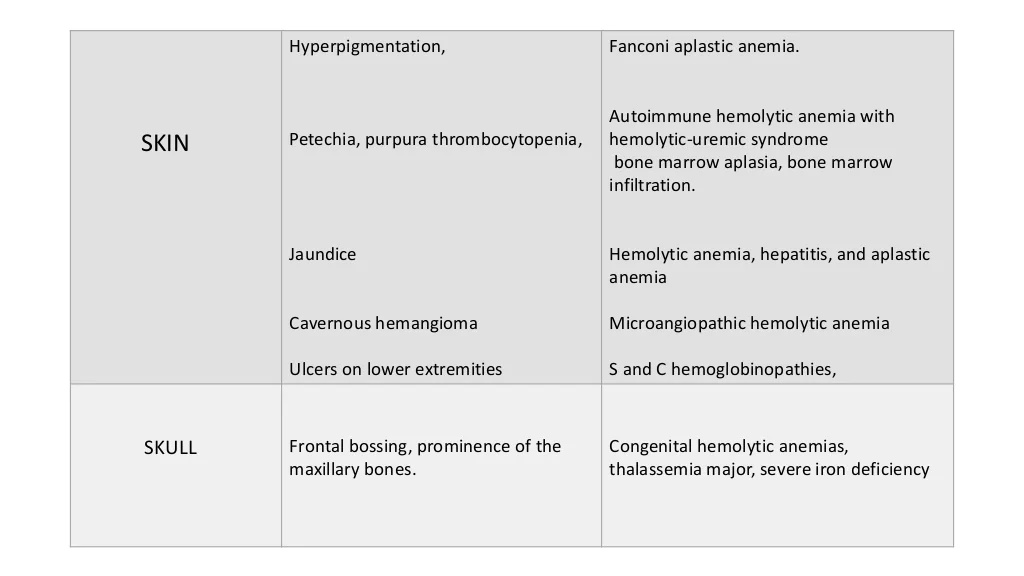 SKIN
Hyperpigmentation,
Fanconi aplastic anemia.
Petechia, purpura thrombocytopenia,
Autoimmune hemolytic anemia with
hemolytic-uremic syndrome
bone marrow aplasia, bone marrow
infiltration.
Jaundice
Hemolytic anemia, hepatitis, and aplastic
anemia
Cavernous hemangioma
Microangiopathic hemolytic anemia
Ulcers on lower extremities
S and C hemoglobinopathies,
SKULL
Frontal bossing, prominence of the
maxillary bones.
Congenital hemolytic anemias,
thalassemia major, severe iron deficiency